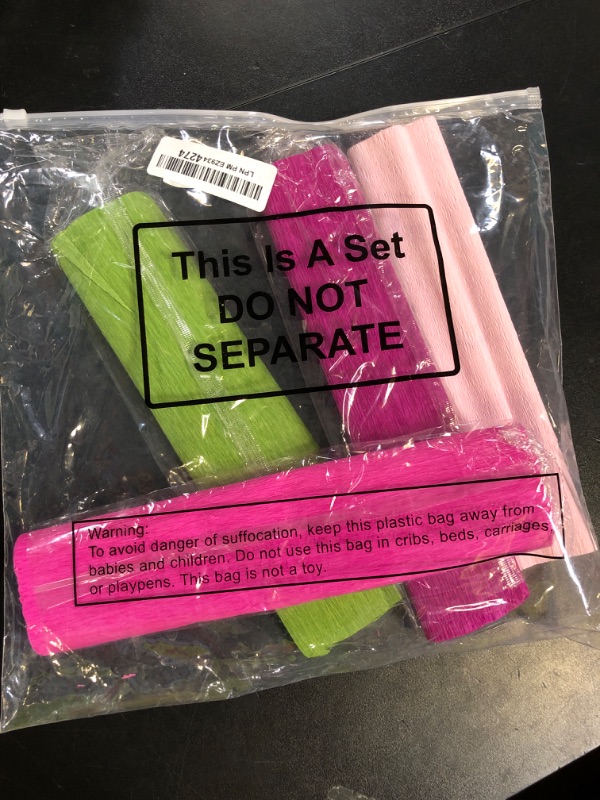 LPN PM EZ9344274
This Is A Set
DO NOT
SEPARATE
Warning:
To avoid danger of suffocation, keep this plastic bag away from
babies and children. Do not use this bag in cribs, beds, carriages
or playpens. This bag is not a toy.